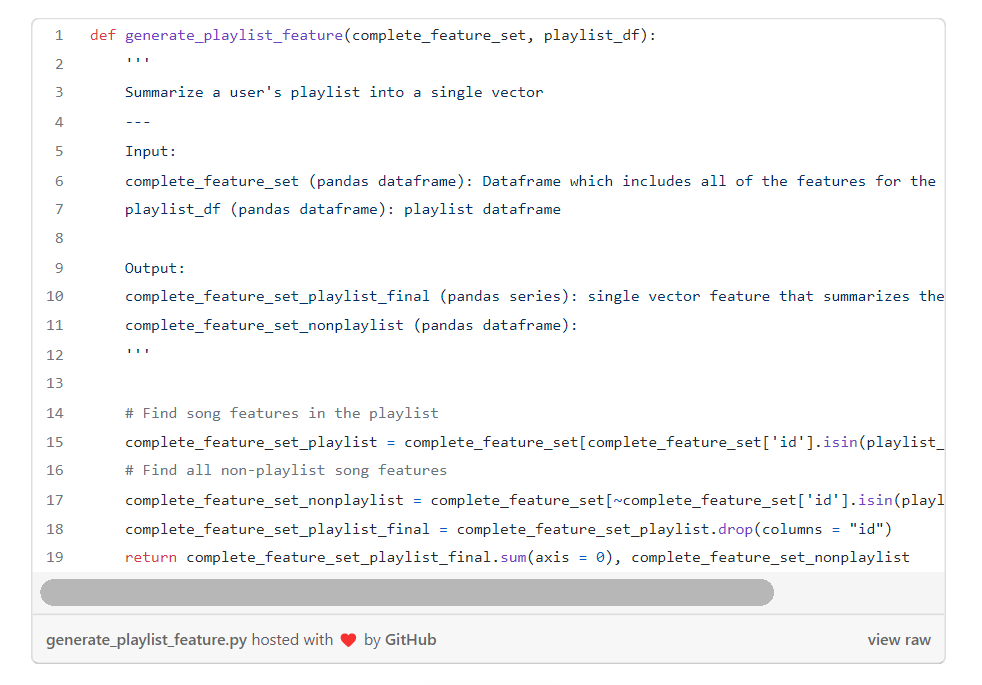 1 def generate_playlist_feature(complete_feature_set, playlist_df):
2 '''
3 Summarize a user's playlist into a single vector
4 ---
5 Input:
6 complete_feature_set (pandas dataframe): Dataframe which includes all of the features for the
7 playlist_df (pandas dataframe): playlist dataframe
8
9 Output:
10 complete_feature_set_playlist_final (pandas series): single vector feature that summarizes the
11 complete_feature_set_nonplaylist (pandas dataframe):
12 '''
13
14 # Find song features in the playlist
15 complete_feature_set_playlist = complete_feature_set[complete_feature_set['id'].isin(playlist_
16 # Find all non-playlist song features
17 complete_feature_set_nonplaylist = complete_feature_set[~complete_feature_set['id'].isin(playl
18 complete_feature_set_playlist_final = complete_feature_set_playlist.drop(columns = "id")
19 return complete_feature_set_playlist_final.sum(axis = 0), complete_feature_set_nonplaylist
generate_playlist_feature.py hosted with ❤ by GitHub view raw